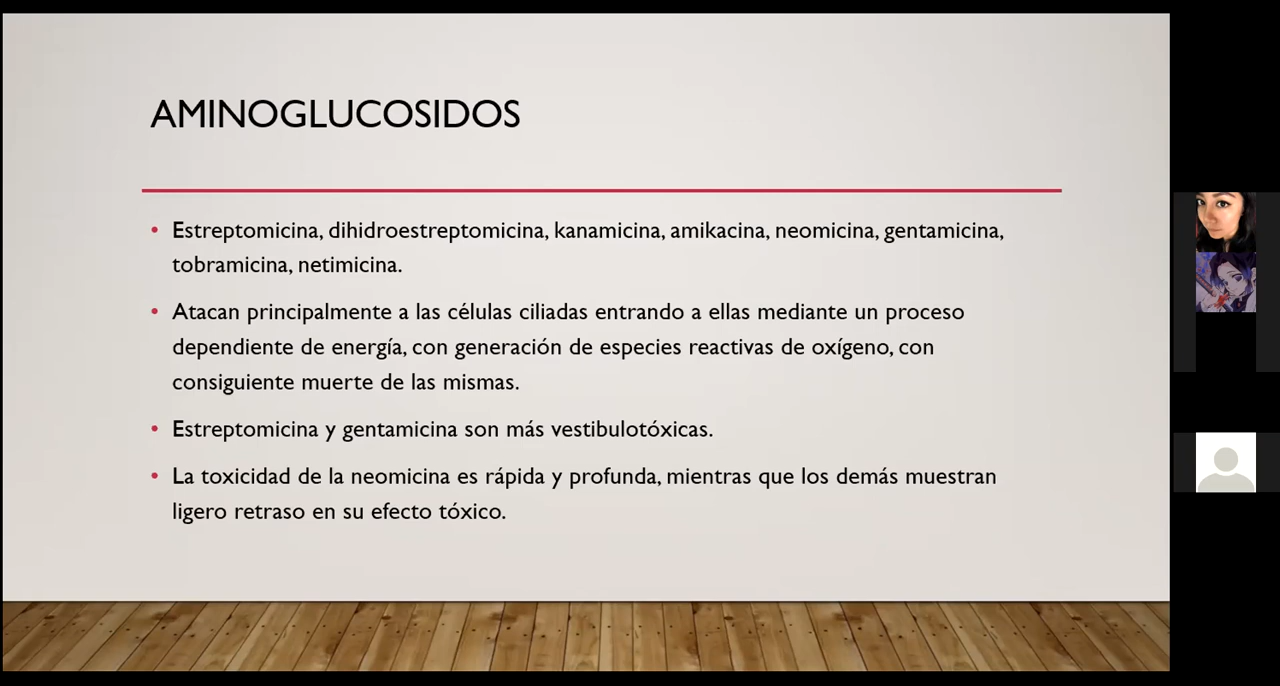 AMINOGLUCOSIDOS
• Estreptomicina, dihidroestreptomicina, kanamicina, amikacina, neomicina, gentamicina,
tobramicina, netimicina.
• Atacan principalmente a las células ciliadas entrando a ellas mediante un proceso
dependiente de energía, con generación de especies reactivas de oxígeno, con
consiguiente muerte de las mismas.
• Estreptomicina y gentamicina son más vestibulotóxicas.
• La toxicidad de la neomicina es rápida y profunda, mientras que los demás muestran
ligero retraso en su efecto tóxico.